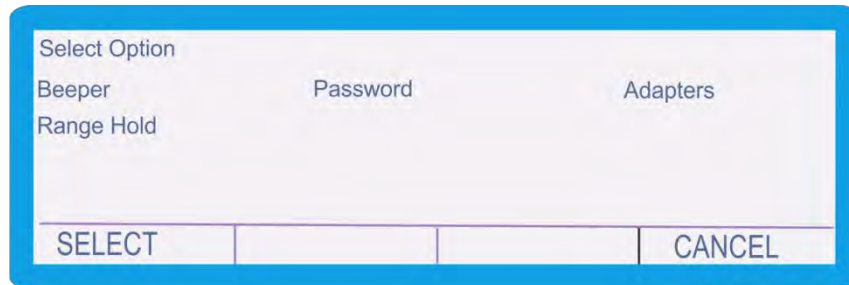 Select Option
Beeper Password Adapters
Range Hold
SELECT CANCEL